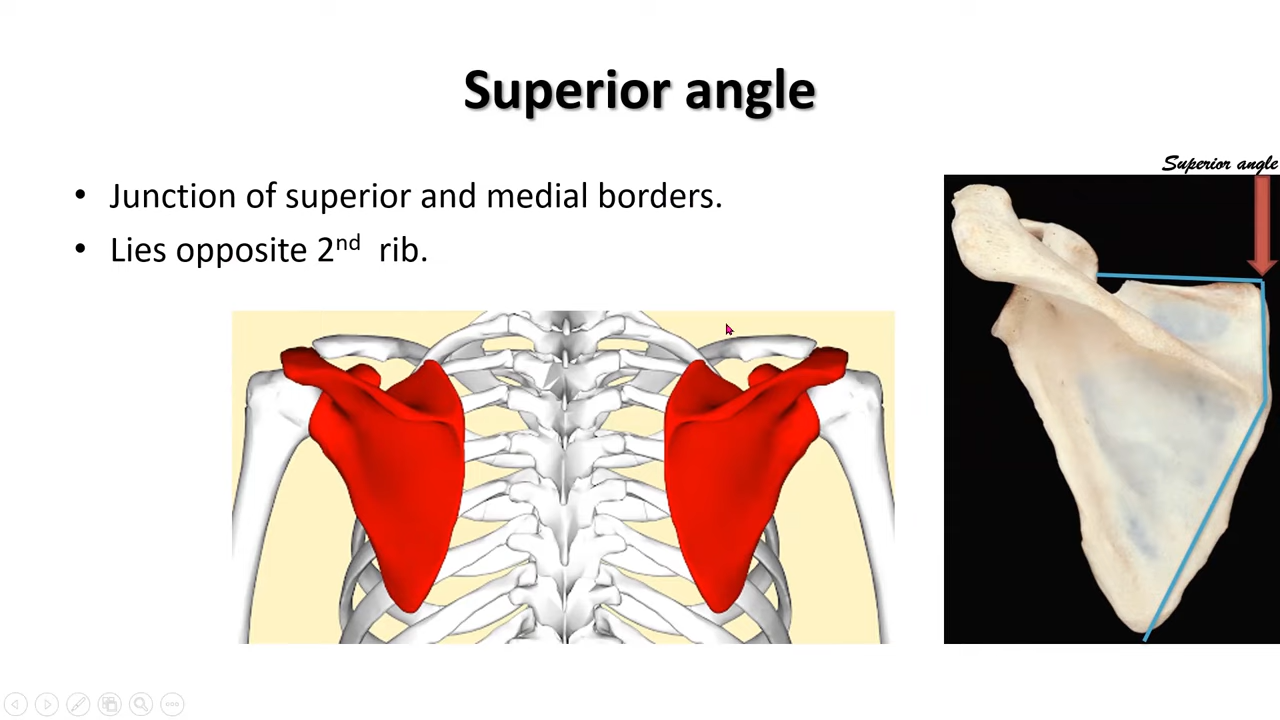 Superior angle
• Junction of superior and medial borders.
• Lies opposite 2nd rib.
Superior angle